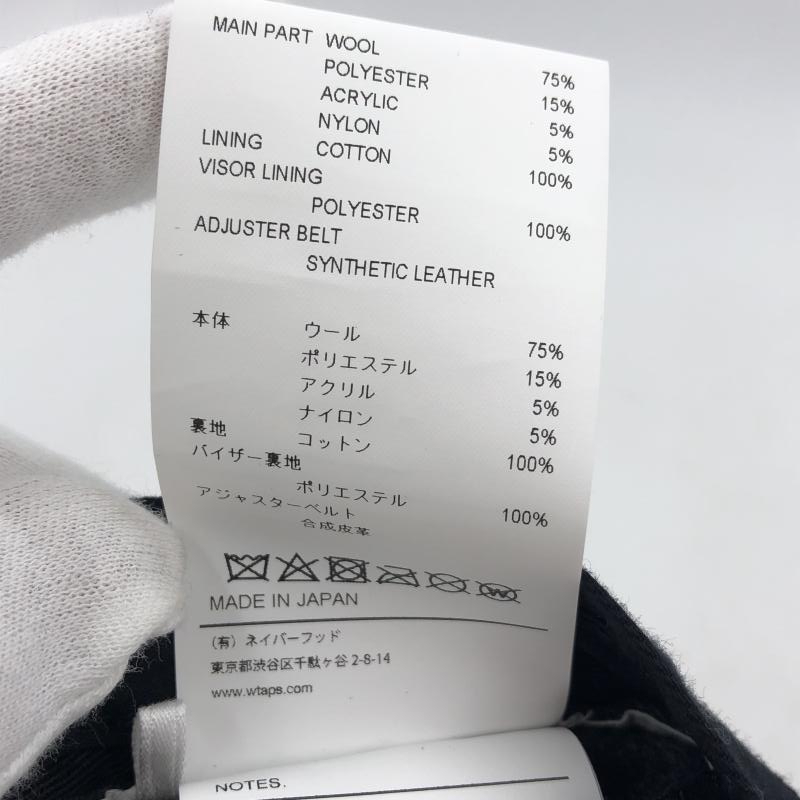 MAIN PART WOOL 75%
POLYESTER 15%
ACRYLIC 5%
NYLON 5%
LINING COTTON 100%
VISOR LINING
POLYESTER 100%
ADJUSTER BELT
SYNTHETIC LEATHER
本体 ウール 75%
ポリエステル 15%
アクリル 5%
ナイロン 5%
裏地 コットン 100%
バイザー裏地
ポリエステル 100%
アジャスターベルト
合成皮革
MADE IN JAPAN
(有) ネイバーフッド
東京都渋谷区千駄ヶ谷 2-8-14
www.wtaps.com
NOTES.